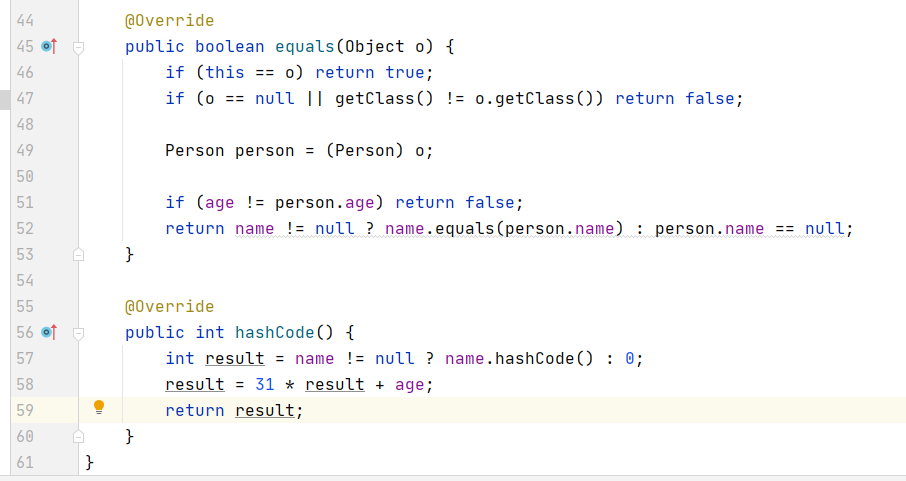 44 @Override
45 public boolean equals(Object o) {
46 if (this == o) return true;
47 if (o == null || getClass() != o.getClass()) return false;
48
49 Person person = (Person) o;
50
51 if (age != person.age) return false;
52 return name != null ? name.equals(person.name) : person.name == null;
53 }
54
55 @Override
56 public int hashCode() {
57 int result = name != null ? name.hashCode() : 0;
58 result = 31 * result + age;
59 return result;
60 }
61 }